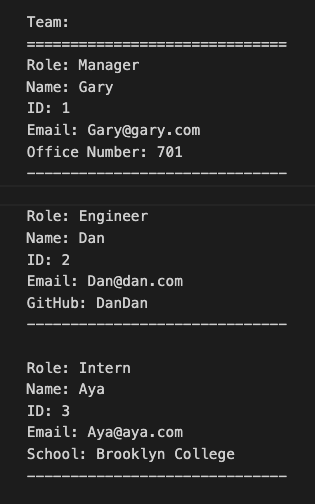 Team:
==============================
Role: Manager
Name: Gary
ID: 1
Email: Gary@gary.com
Office Number: 701
------------------------------
Role: Engineer
Name: Dan
ID: 2
Email: Dan@dan.com
GitHub: DanDan
------------------------------
Role: Intern
Name: Aya
ID: 3
Email: Aya@aya.com
School: Brooklyn College
------------------------------